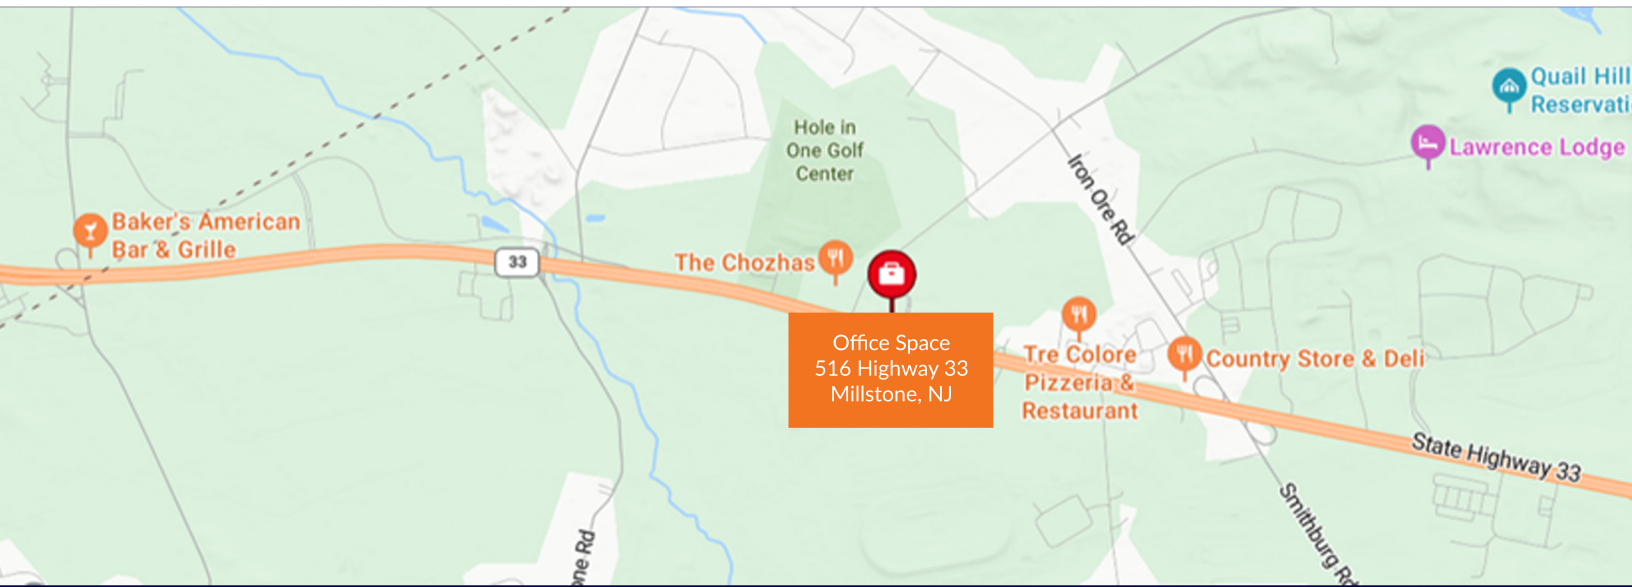 Quail Hill
Reservati
Hole in
One Golf
Center
Lawrence Lodge
Iron Ore Rd
Baker's American
Bar & Grille
33
The Chozhas
Office Space
516 Highway 33
Millstone, NJ
Tre Colore
Pizzeria &
Restaurant
Country Store & Deli
State Highway 33
Smithburg Rd
one Rd